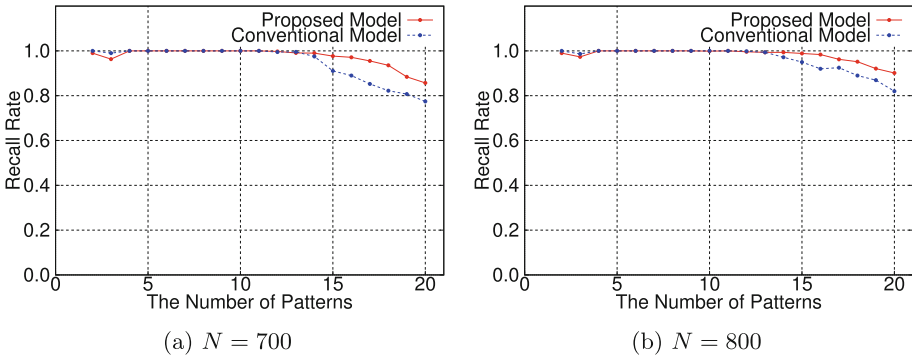 Proposed Model
Conventional Model
1.0
0.8
0.6
0.4
0.2
0.0
Recall Rate
0 5 10 15 20
The Number of Patterns
(a) N = 700
Proposed Model
Conventional Model
1.0
0.8
0.6
0.4
0.2
0.0
Recall Rate
0 5 10 15 20
The Number of Patterns
(b) N = 800